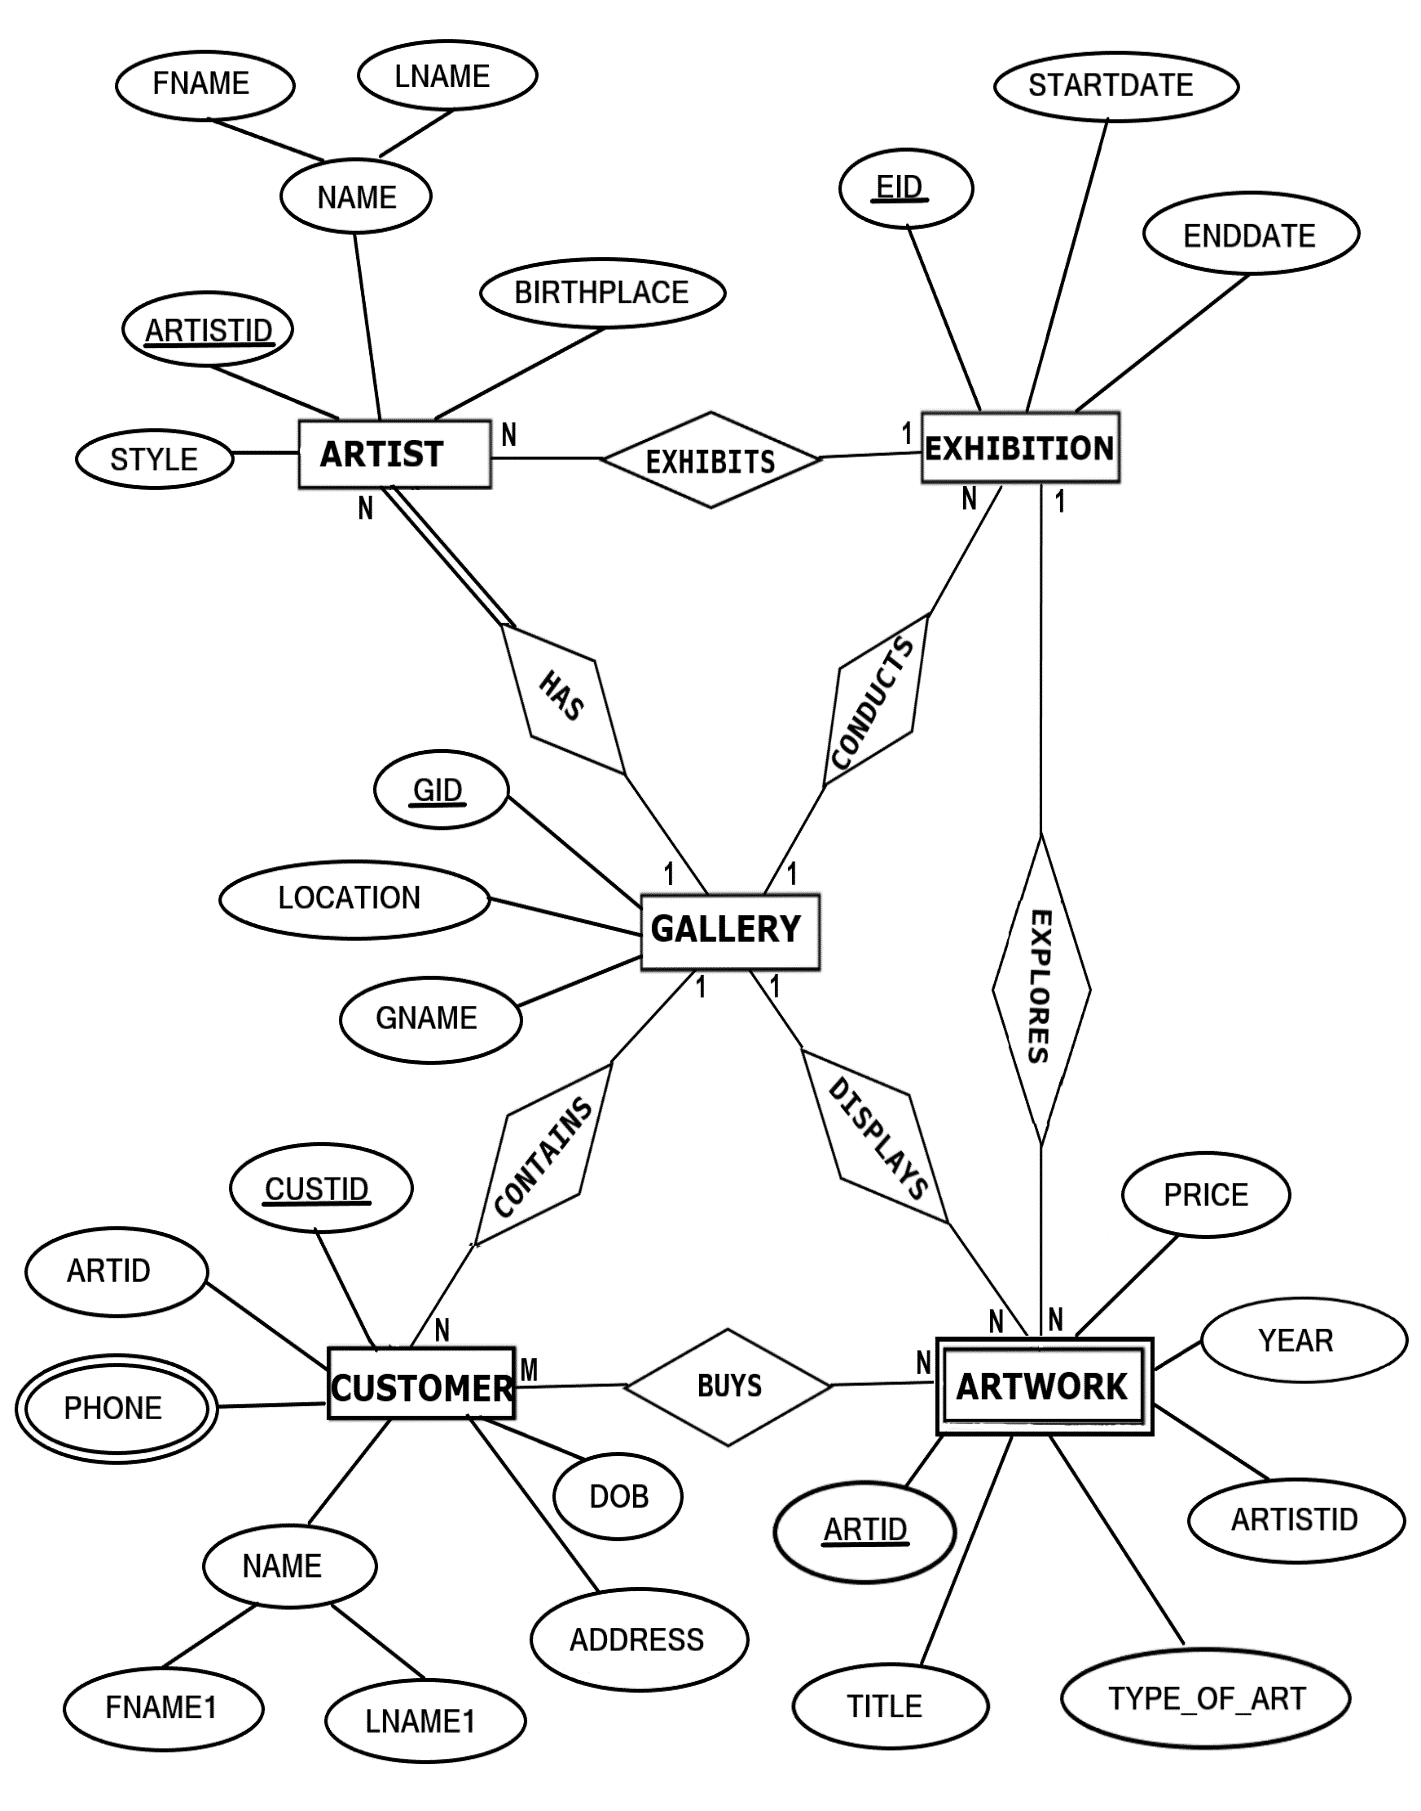 FNAME
LNAME
NAME
STARTDATE
EID
ENDDATE
ARTISTID
BIRTHPLACE
STYLE
ARTIST
N
EXHIBITS
1
EXHIBITION
N
N
1
HAS
CONDUCTS
GID
LOCATION
GNAME
1
1
GALLERY
1
1
EXPLORES
CONTAINS
DISPLAYS
CUSTID
ARTID
PHONE
N
CUSTOMER
M
BUYS
N
N
N
ARTWORK
PRICE
YEAR
ARTISTID
DOB
ARTID
NAME
ADDRESS
FNAME1
LNAME1
TITLE
TYPE_OF_ART